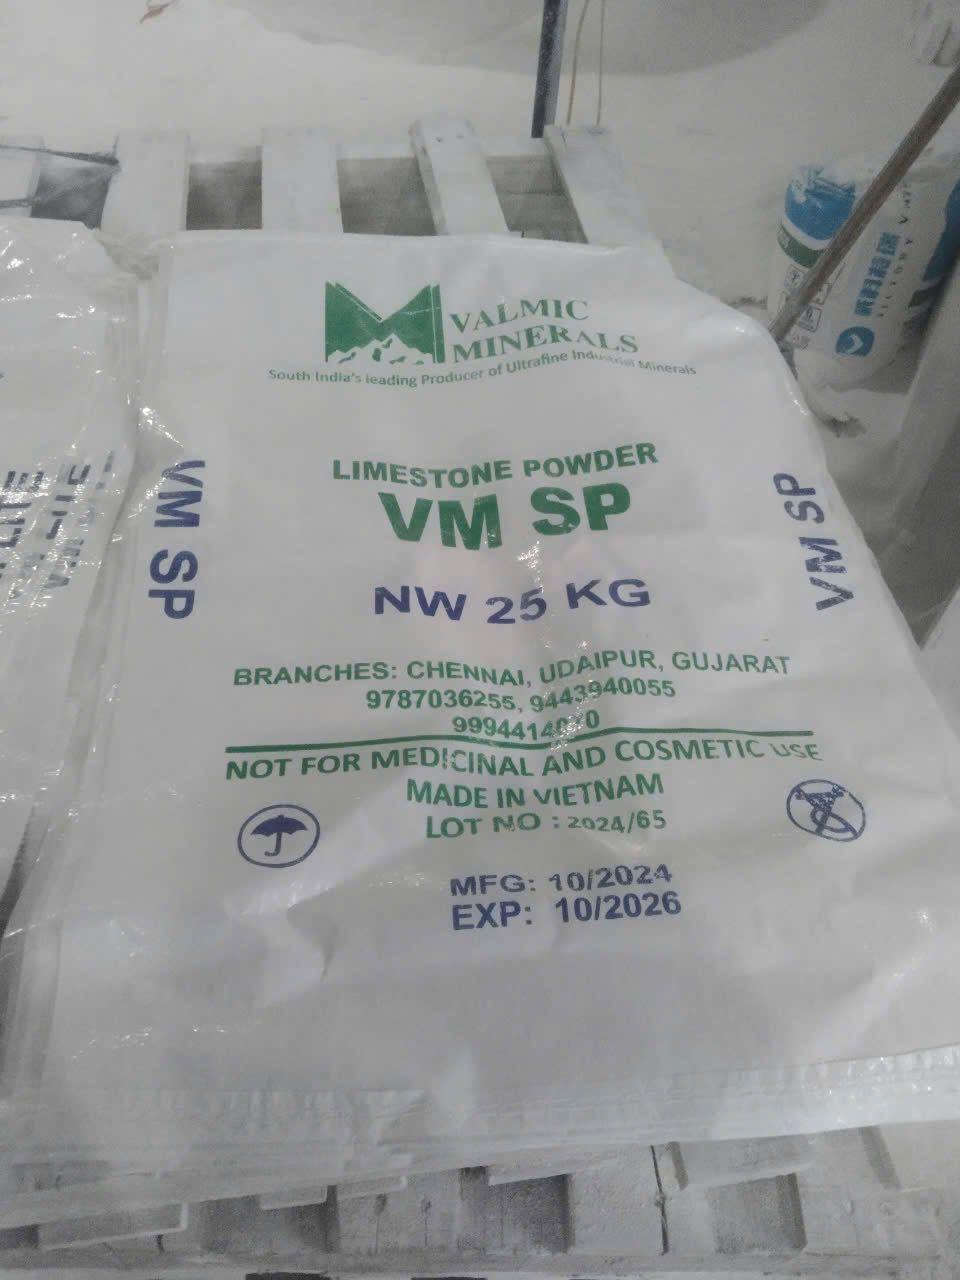 VALMIC
MINERALS
South India's leading Producer of Ultrafine Industrial Minerals
LIMESTONE POWDER
VM SP
VM SP
VM SP
NW 25 KG
BRANCHES: CHENNAI, UDAIPUR, GUJARAT
9787036255, 9443940055
NOT FOR MEDICINAL AND COSMETIC USE
MADE IN VIETNAM
LOT NO : 2024/65
MFG: 10/2024
EXP: 10/2026
VICTORY